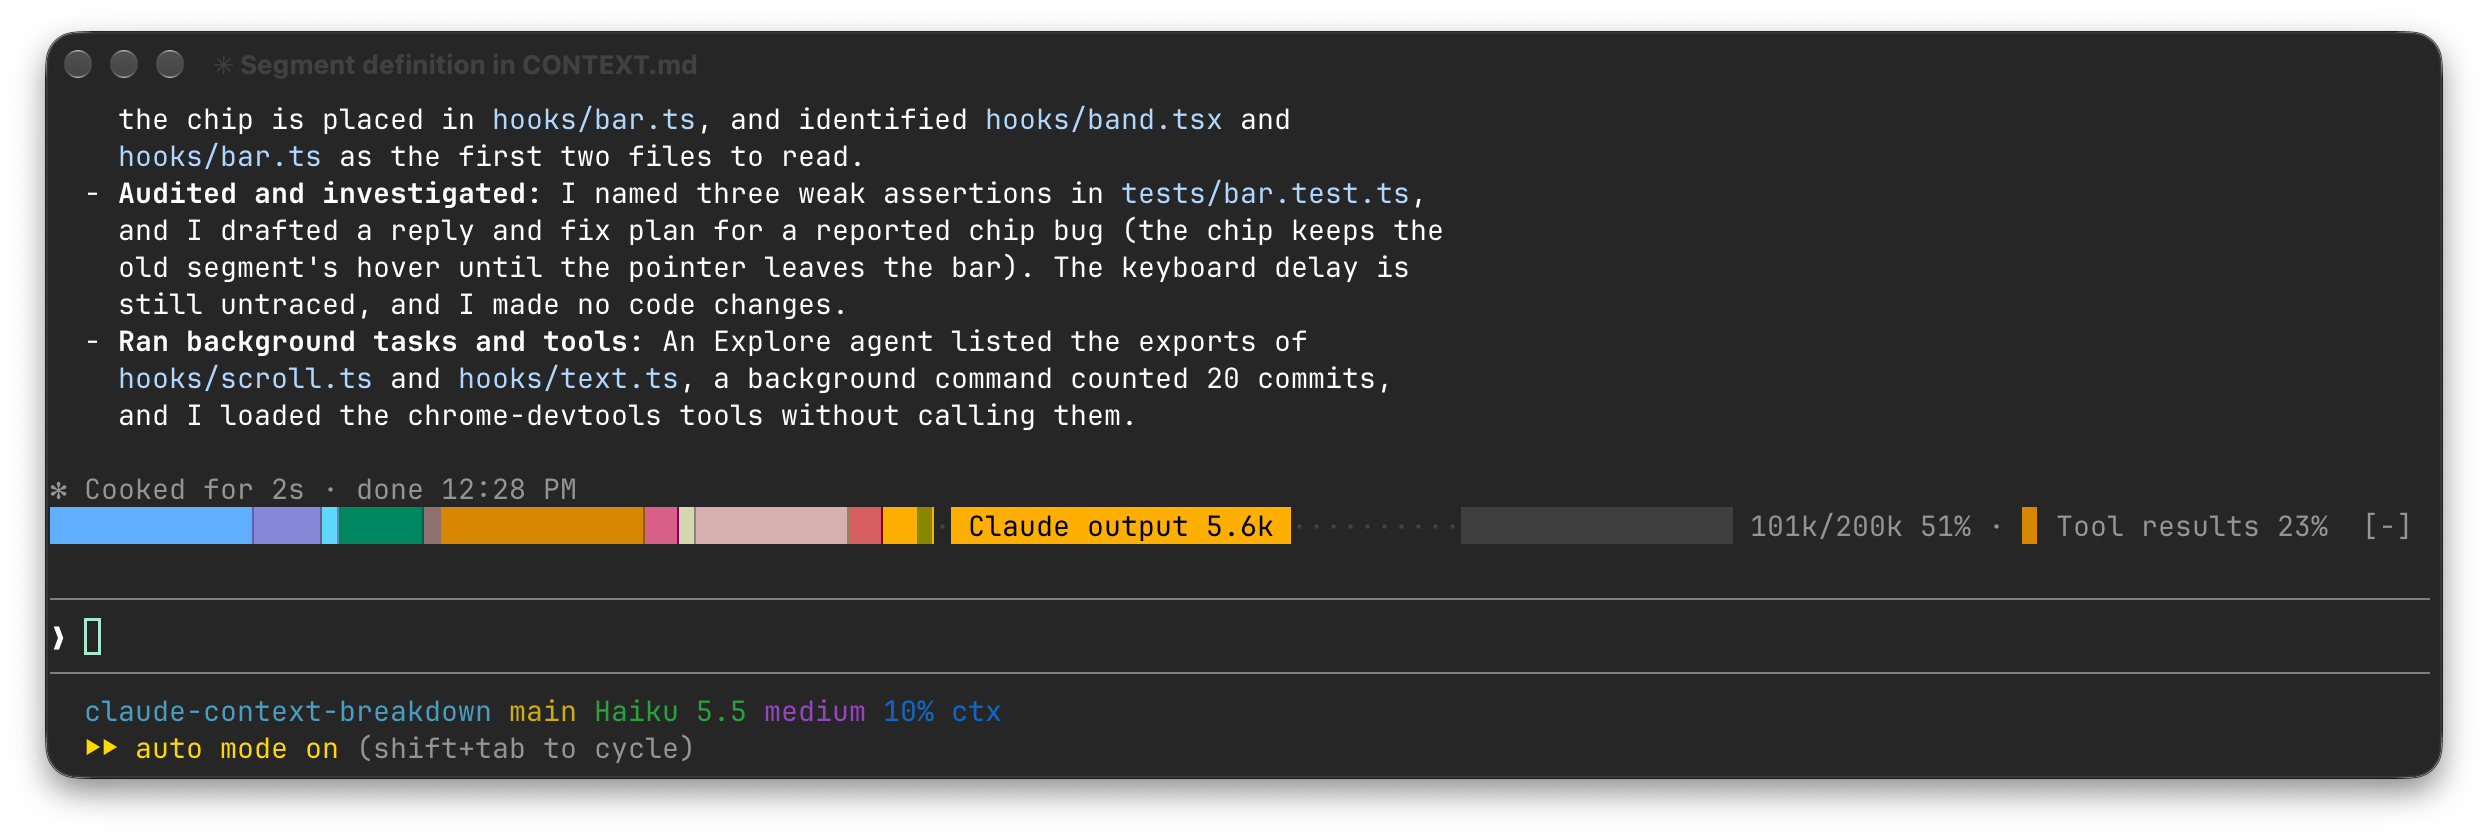 ✳ Segment definition in CONTEXT.md
the chip is placed in hooks/bar.ts, and identified hooks/band.tsx and
hooks/bar.ts as the first two files to read.
- Audited and investigated: I named three weak assertions in tests/bar.test.ts,
and I drafted a reply and fix plan for a reported chip bug (the chip keeps the
old segment's hover until the pointer leaves the bar). The keyboard delay is
still untraced, and I made no code changes.
- Ran background tasks and tools: An Explore agent listed the exports of
hooks/scroll.ts and hooks/text.ts, a background command counted 20 commits,
and I loaded the chrome-devtools tools without calling them.
✻ Cooked for 2s · done 12:28 PM
· Claude output 5.6k ·········· 101k/200k 51% · Tool results 23% [-]
❯
claude-context-breakdown main Haiku 5.5 medium 10% ctx
⏵⏵ auto mode on (shift+tab to cycle)